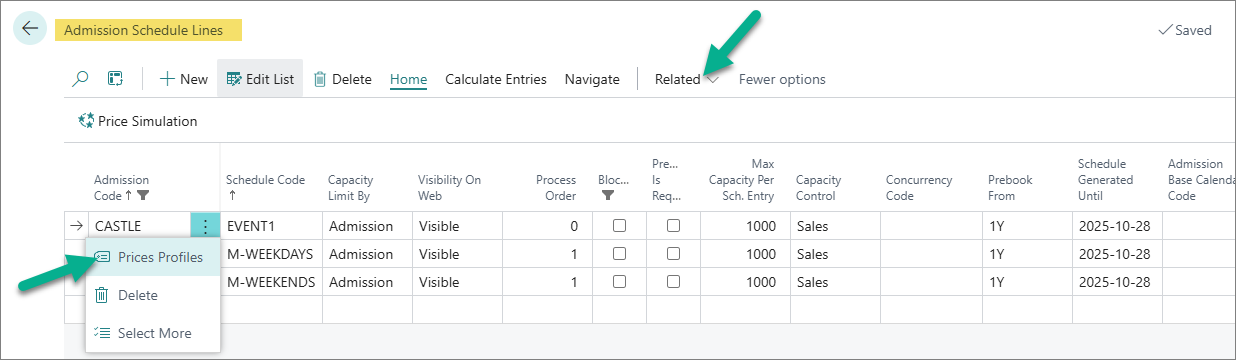 Admission Schedule Lines
Saved
New Edit List Delete Home Calculate Entries Navigate Related Fewer options
Price Simulation
Admission Code ↑
Schedule Code ↑
Capacity Limit By
Visibility On Web
Process Order
Bloc...
Pre... Is Req...
Max Capacity Per Sch. Entry
Capacity Control
Concurrency Code
Prebook From
Schedule Generated Until
Admission Base Calenda Code
CASTLE EVENT1 Admission Visible 0 1000 Sales 1Y 2025-10-28
Prices Profiles
M-WEEKDAYS Admission Visible 1 1000 Sales 1Y 2025-10-28
M-WEEKENDS Admission Visible 1 1000 Sales 1Y 2025-10-28
Delete
Select More